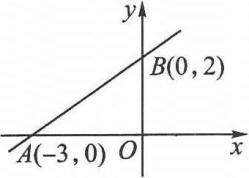 y
B(0, 2)
A(−3, 0) O x